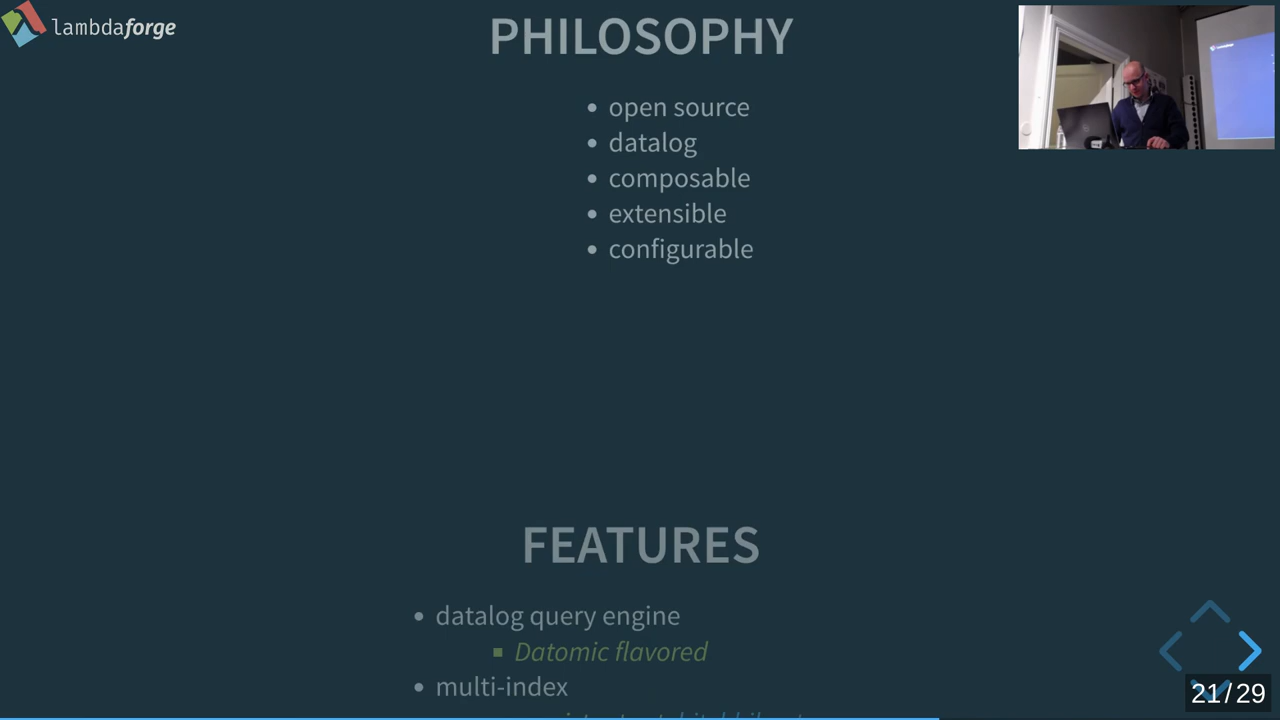 lambdaforge
PHILOSOPHY
• open source
• datalog
• composable
• extensible
• configurable
FEATURES
• datalog query engine
▪ Datomic flavored
• multi-index
21/29